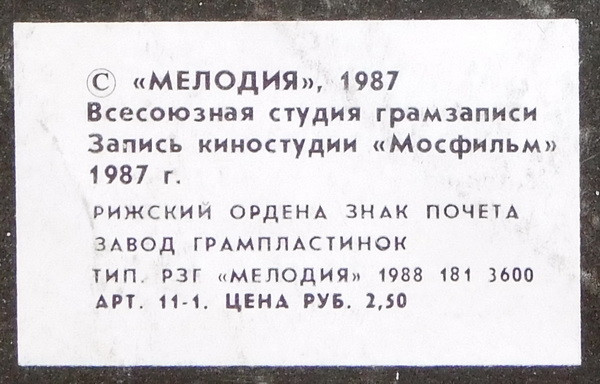 © «МЕЛОДИЯ», 1987
Всесоюзная студия грамзаписи
Запись киностудии «Мосфильм»
1987 г.
РИЖСКИЙ ОРДЕНА ЗНАК ПОЧЕТА
ЗАВОД ГРАМПЛАСТИНОК
ТИП. РЗГ «МЕЛОДИЯ» 1988 181 3600
АРТ. 11-1. ЦЕНА РУБ. 2,50